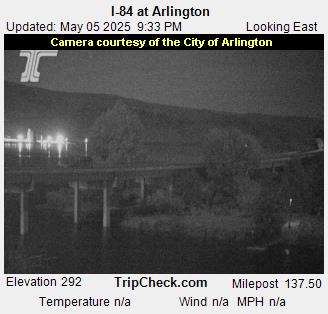 I-84 at Arlington
Updated: May 05 2025 9:33 PM Looking East
Camera courtesy of the City of Arlington
Elevation 292 TripCheck.com Milepost 137.50
Temperature n/a Wind n/a MPH n/a